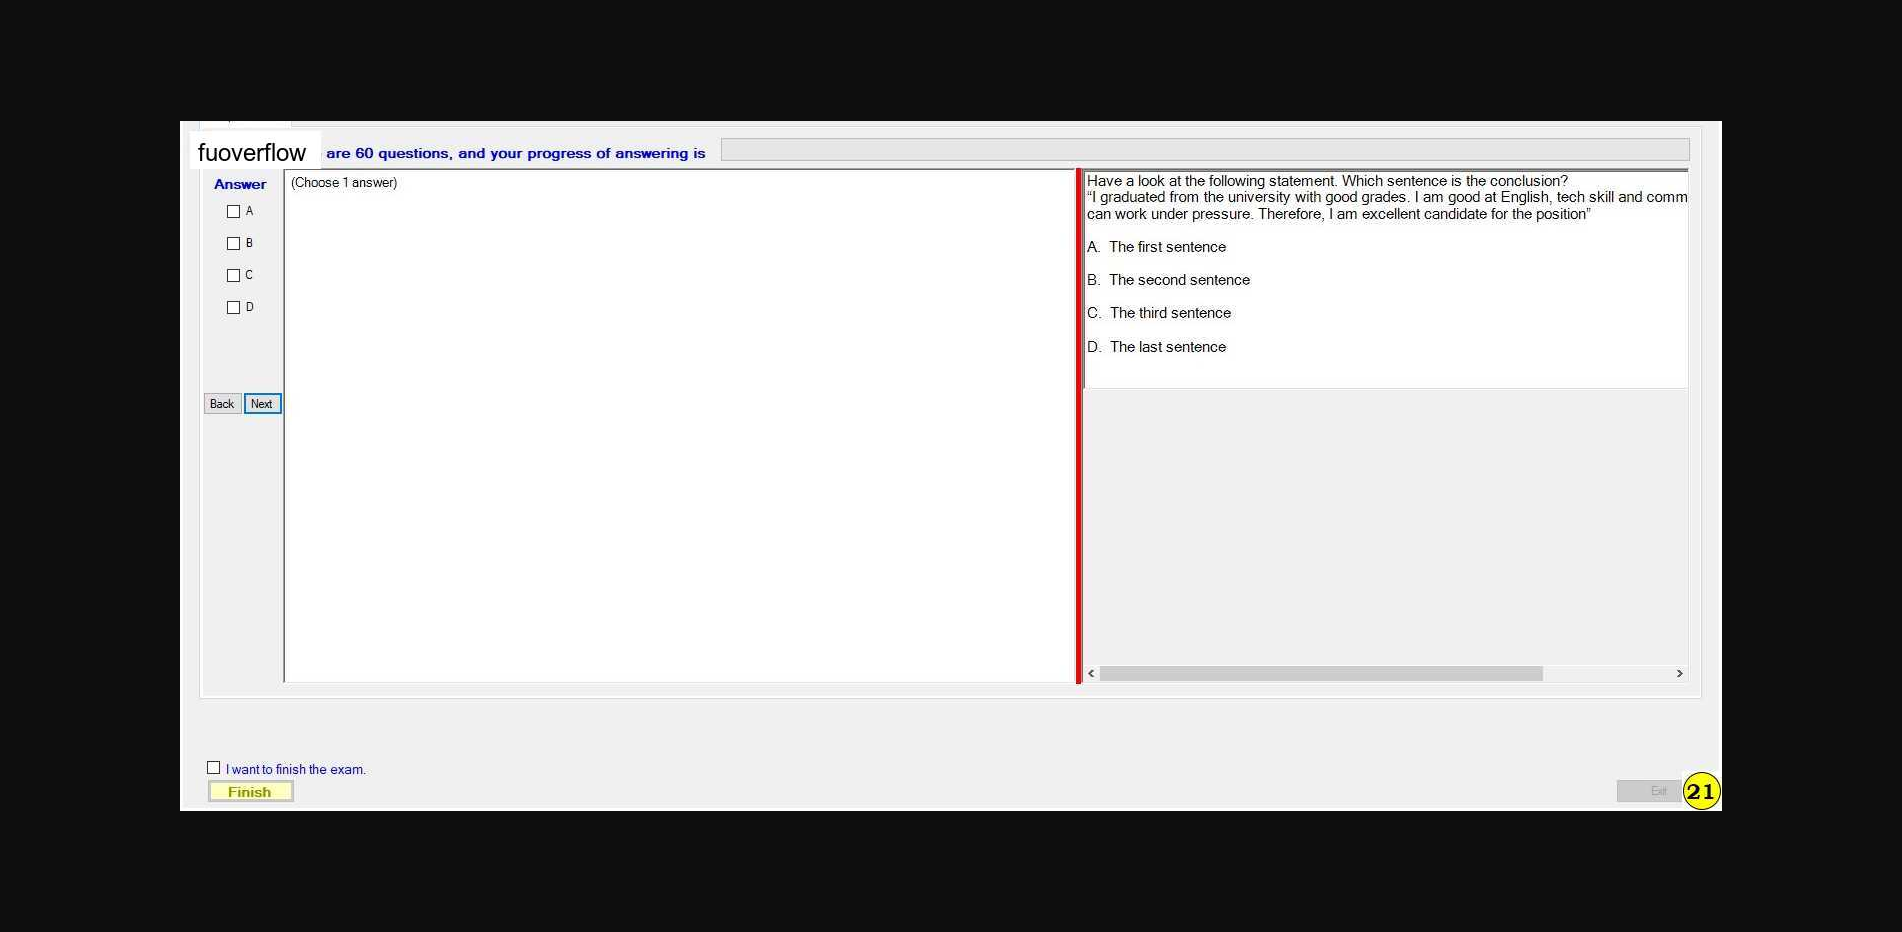 fuoverflow are 60 questions, and your progress of answering is
Answer
A
B
C
D
Back Next
(Choose 1 answer)
Have a look at the following statement. Which sentence is the conclusion?
“I graduated from the university with good grades. I am good at English, tech skill and comm
can work under pressure. Therefore, I am excellent candidate for the position”
A. The first sentence
B. The second sentence
C. The third sentence
D. The last sentence
I want to finish the exam.
Finish
Exit
21